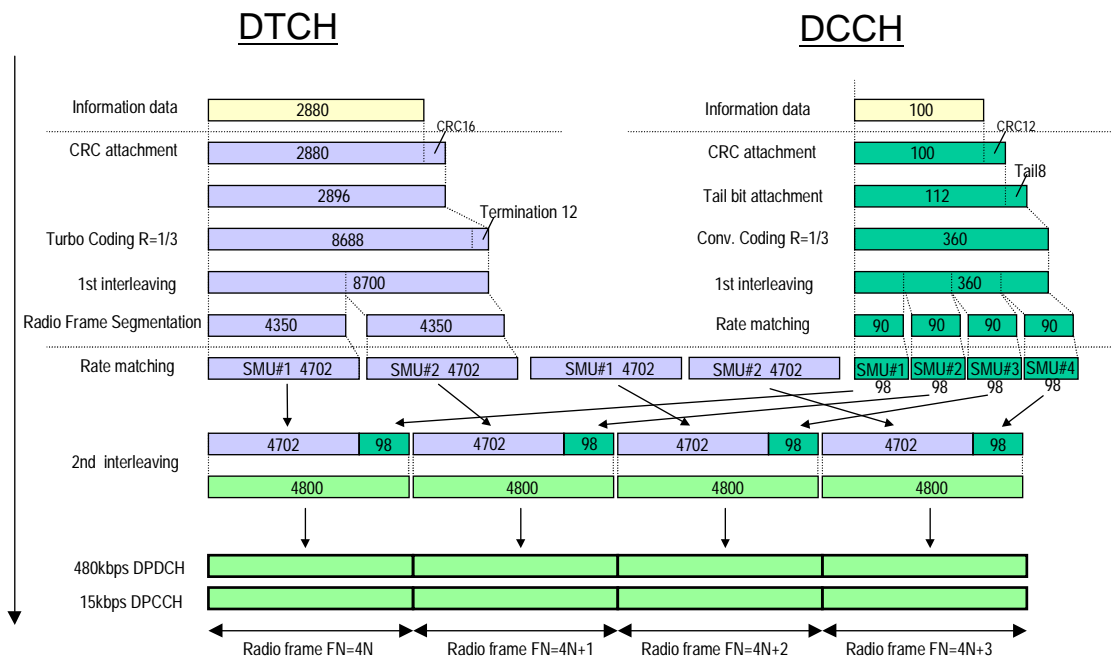 DTCH DCCH
Information data 2880 Information data 100
CRC16 CRC12
CRC attachment 2880 CRC attachment 100
Tail8
2896 Tail bit attachment 112
Termination 12
Turbo Coding R=1/3 8688 Conv. Coding R=1/3 360
1st interleaving 8700 1st interleaving 360
Radio Frame Segmentation 4350 4350 Rate matching 90 90 90 90
Rate matching SMU#1 4702 SMU#2 4702 SMU#1 4702 SMU#2 4702 SMU#1 SMU#2 SMU#3 SMU#4
98 98 98 98
4702 98 4702 98 4702 98 4702 98
2nd interleaving
4800 4800 4800 4800
480kbps DPDCH
15kbps DPCCH
Radio frame FN=4N Radio frame FN=4N+1 Radio frame FN=4N+2 Radio frame FN=4N+3